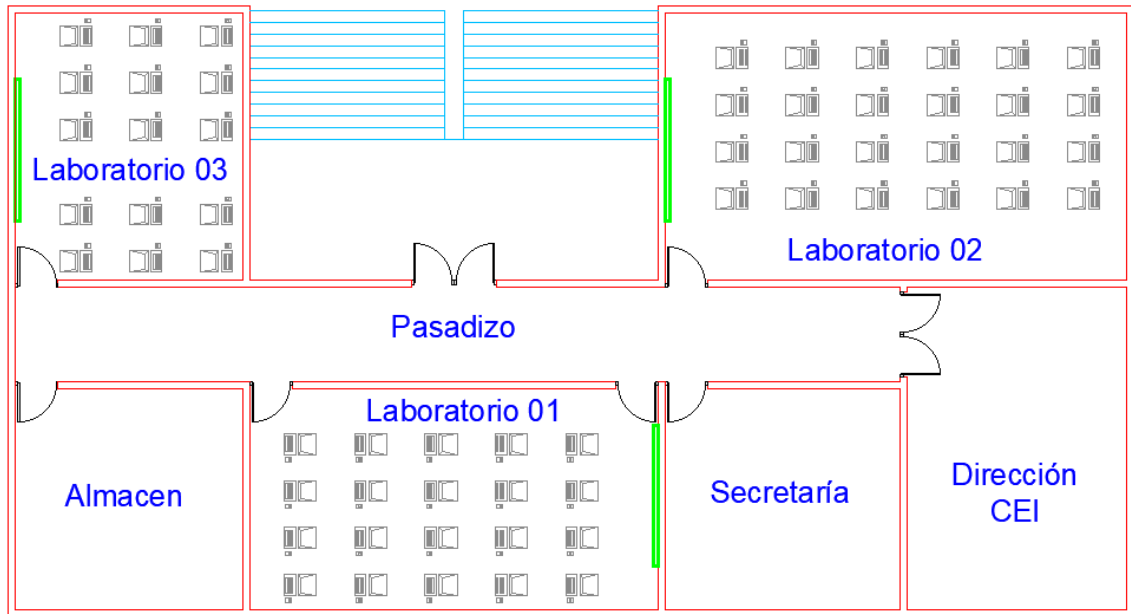 Laboratorio 03
Laboratorio 02
Pasadizo
Laboratorio 01
Almacen
Secretaría
Dirección
CEI